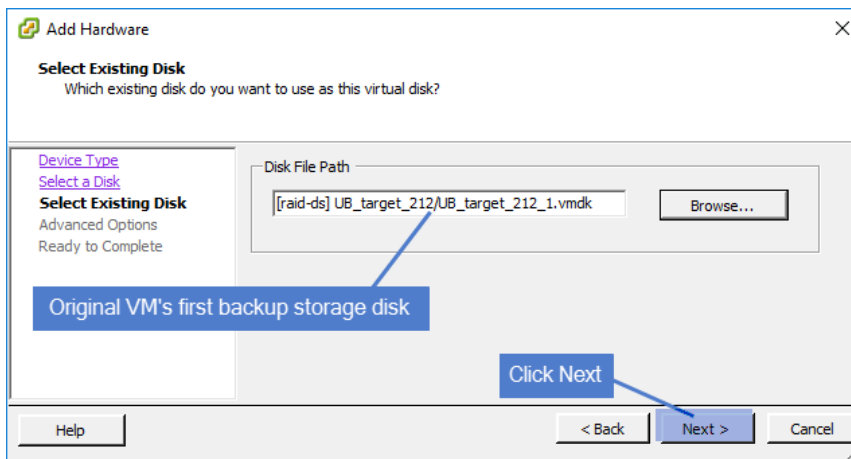 Add Hardware
Select Existing Disk
Which existing disk do you want to use as this virtual disk?
Device Type
Select a Disk
Select Existing Disk
Advanced Options
Ready to Complete
Disk File Path
[raid-ds] UB_target_212/UB_target_212_1.vmdk
Browse...
Original VM's first backup storage disk
Click Next
Help
< Back
Next >
Cancel